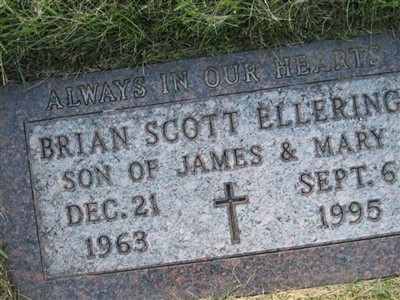 ALWAYS IN OUR HEARTS
BRIAN SCOTT ELLERING
SON OF JAMES & MARY
DEC. 21 SEPT. 6
1963 1995